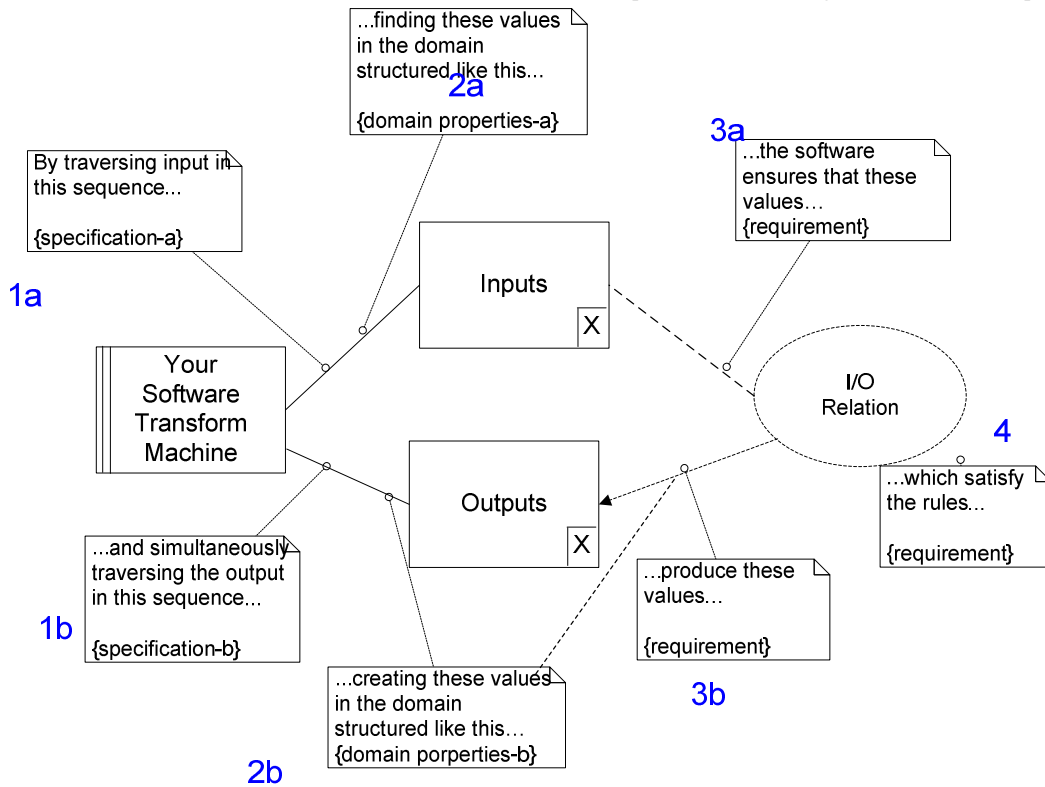 ...finding these values
in the domain
structured like this...
2a
{domain properties-a}
3a
...the software
ensures that these
values...
{requirement}
By traversing input in
this sequence...
{specification-a}
1a
Inputs
X
Your
Software
Transform
Machine
I/O
Relation
4
...which satisfy
the rules...
{requirement}
Outputs
X
...and simultaneously
traversing the output
in this sequence...
{specification-b}
1b
...produce these
values...
{requirement}
3b
...creating these values
in the domain
structured like this...
{domain porperties-b}
2b